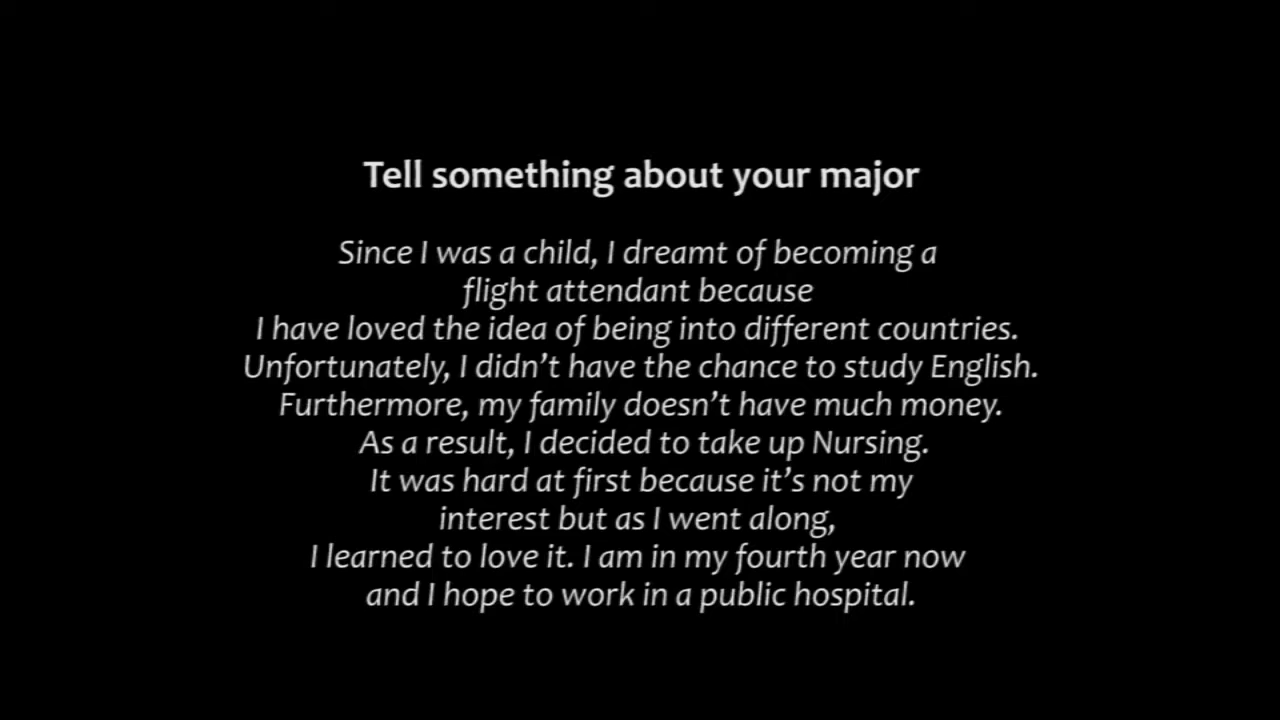 Tell something about your major
Since I was a child, I dreamt of becoming a
flight attendant because
I have loved the idea of being into different countries.
Unfortunately, I didn’t have the chance to study English.
Furthermore, my family doesn’t have much money.
As a result, I decided to take up Nursing.
It was hard at first because it’s not my
interest but as I went along,
I learned to love it. I am in my fourth year now
and I hope to work in a public hospital.